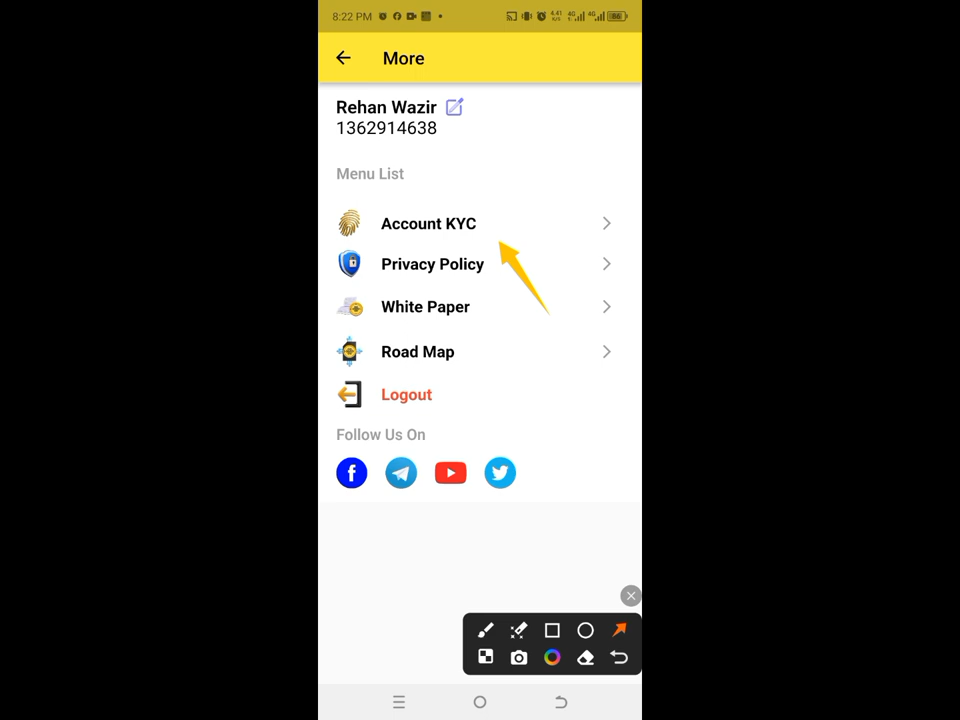 8:22 PM
More
Rehan Wazir
1362914638
Menu List
Account KYC
Privacy Policy
White Paper
Road Map
Logout
Follow Us On